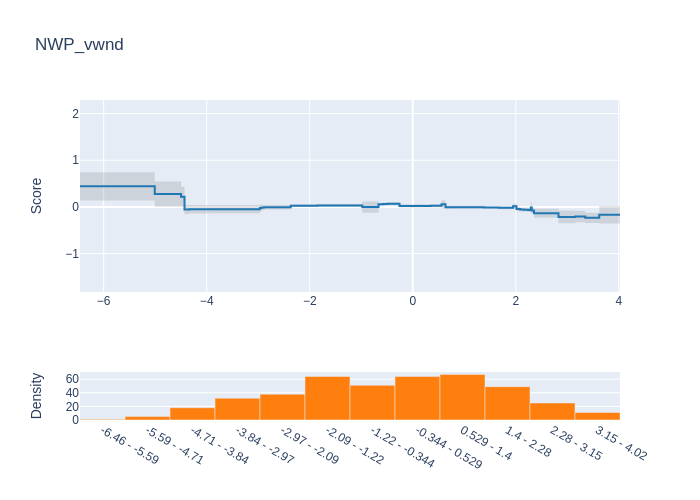 NWP_vwnd
Score
2
1
0
−1
−6
−4
−2
0
2
4
Density
60
40
20
0
-6.46 - -5.59
-5.59 - -4.71
-4.71 - -3.84
-3.84 - -2.97
-2.97 - -2.09
-2.09 - -1.22
-1.22 - -0.344
-0.344 - 0.529
0.529 - 1.4
1.4 - 2.28
2.28 - 3.15
3.15 - 4.02